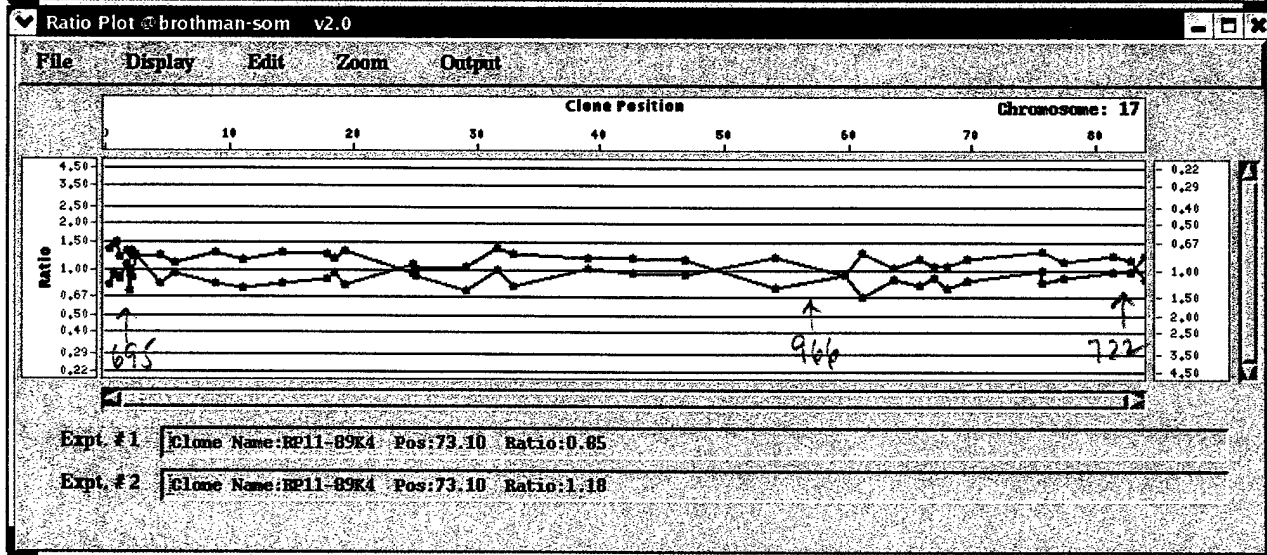 Ratio Plot @ brothman-som v2.0
File Display Edit Zoom Output
Clone Position Chromosome: 17
10 20 30 40 50 60 70 80
Ratio
4.50 0.22
3.50 0.29
2.50 0.40
2.00 0.50
1.50 0.67
1.00 1.00
0.67 1.50
0.50 2.00
0.40 2.50
0.29 3.50
0.22 4.50
695 966 722
Expt. #1 Clone Name:RP11-89K4 Pos:73.10 Ratio:0.85
Expt. #2 Clone Name:RP11-89K4 Pos:73.10 Ratio:1.18